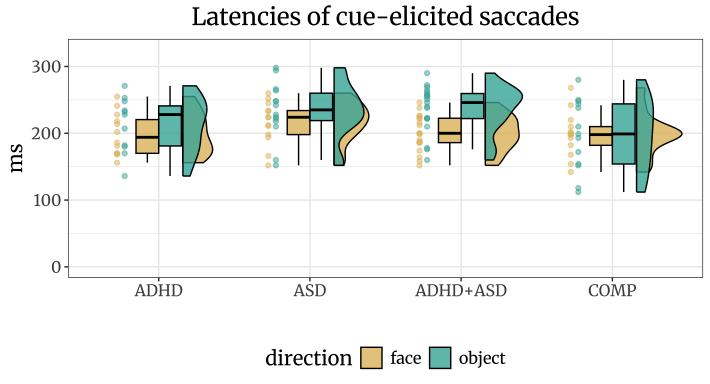 Latencies of cue-elicited saccades
ms
300
200
100
0
ADHD ASD ADHD+ASD COMP
direction face object